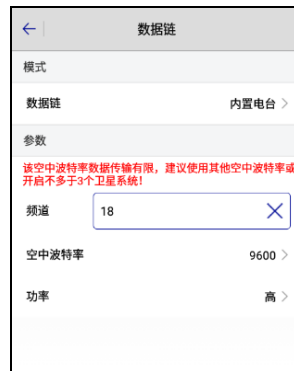 数据链
模式
数据链 内置电台
参数
该空中波特率数据传输有限，建议使用其他空中波特率或
开启不多于3个卫星系统!
频道 18
空中波特率 9600
功率 高